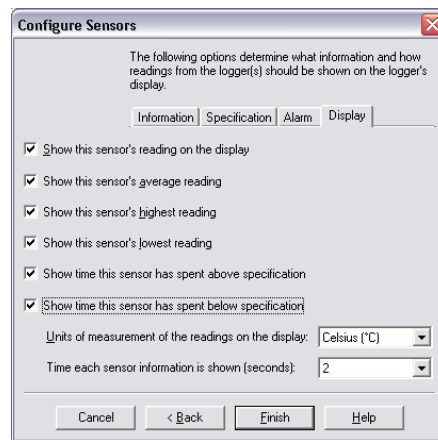 Configure Sensors
The following options determine what information and how
readings from the logger(s) should be shown on the logger's
display.
Information Specification Alarm Display
Show this sensor's reading on the display
Show this sensor's average reading
Show this sensor's highest reading
Show this sensor's lowest reading
Show time this sensor has spent above specification
Show time this sensor has spent below specification
Units of measurement of the readings on the display: Celsius (°C)
Time each sensor information is shown (seconds): 2
Cancel < Back Finish Help